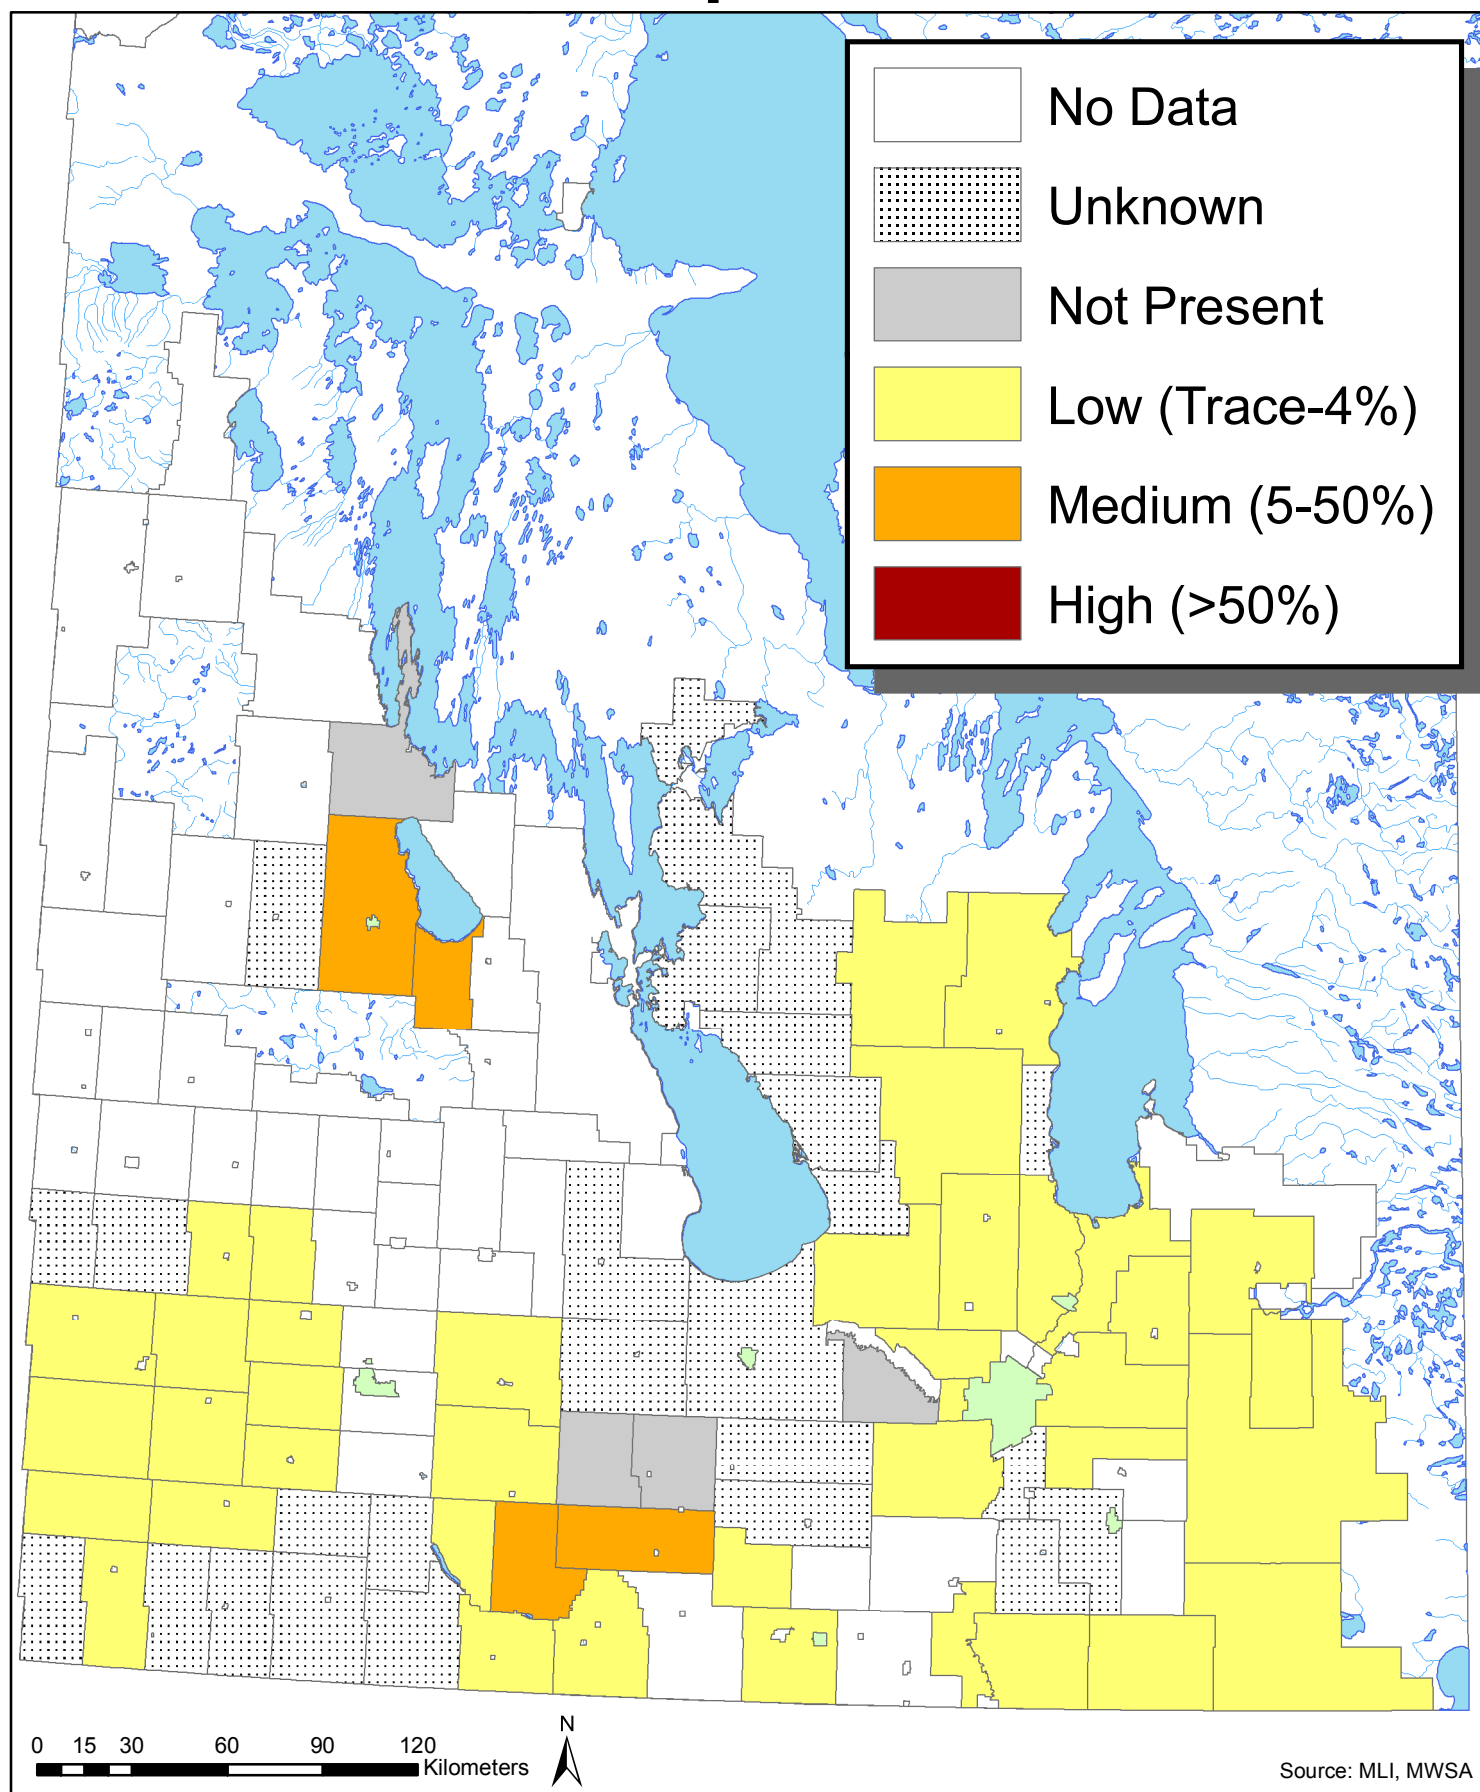 No Data
Unknown
Not Present
Low (Trace-4%)
Medium (5-50%)
High (>50%)
N
0 15 30 60 90 120
Kilometers
Source: MLI, MWSA